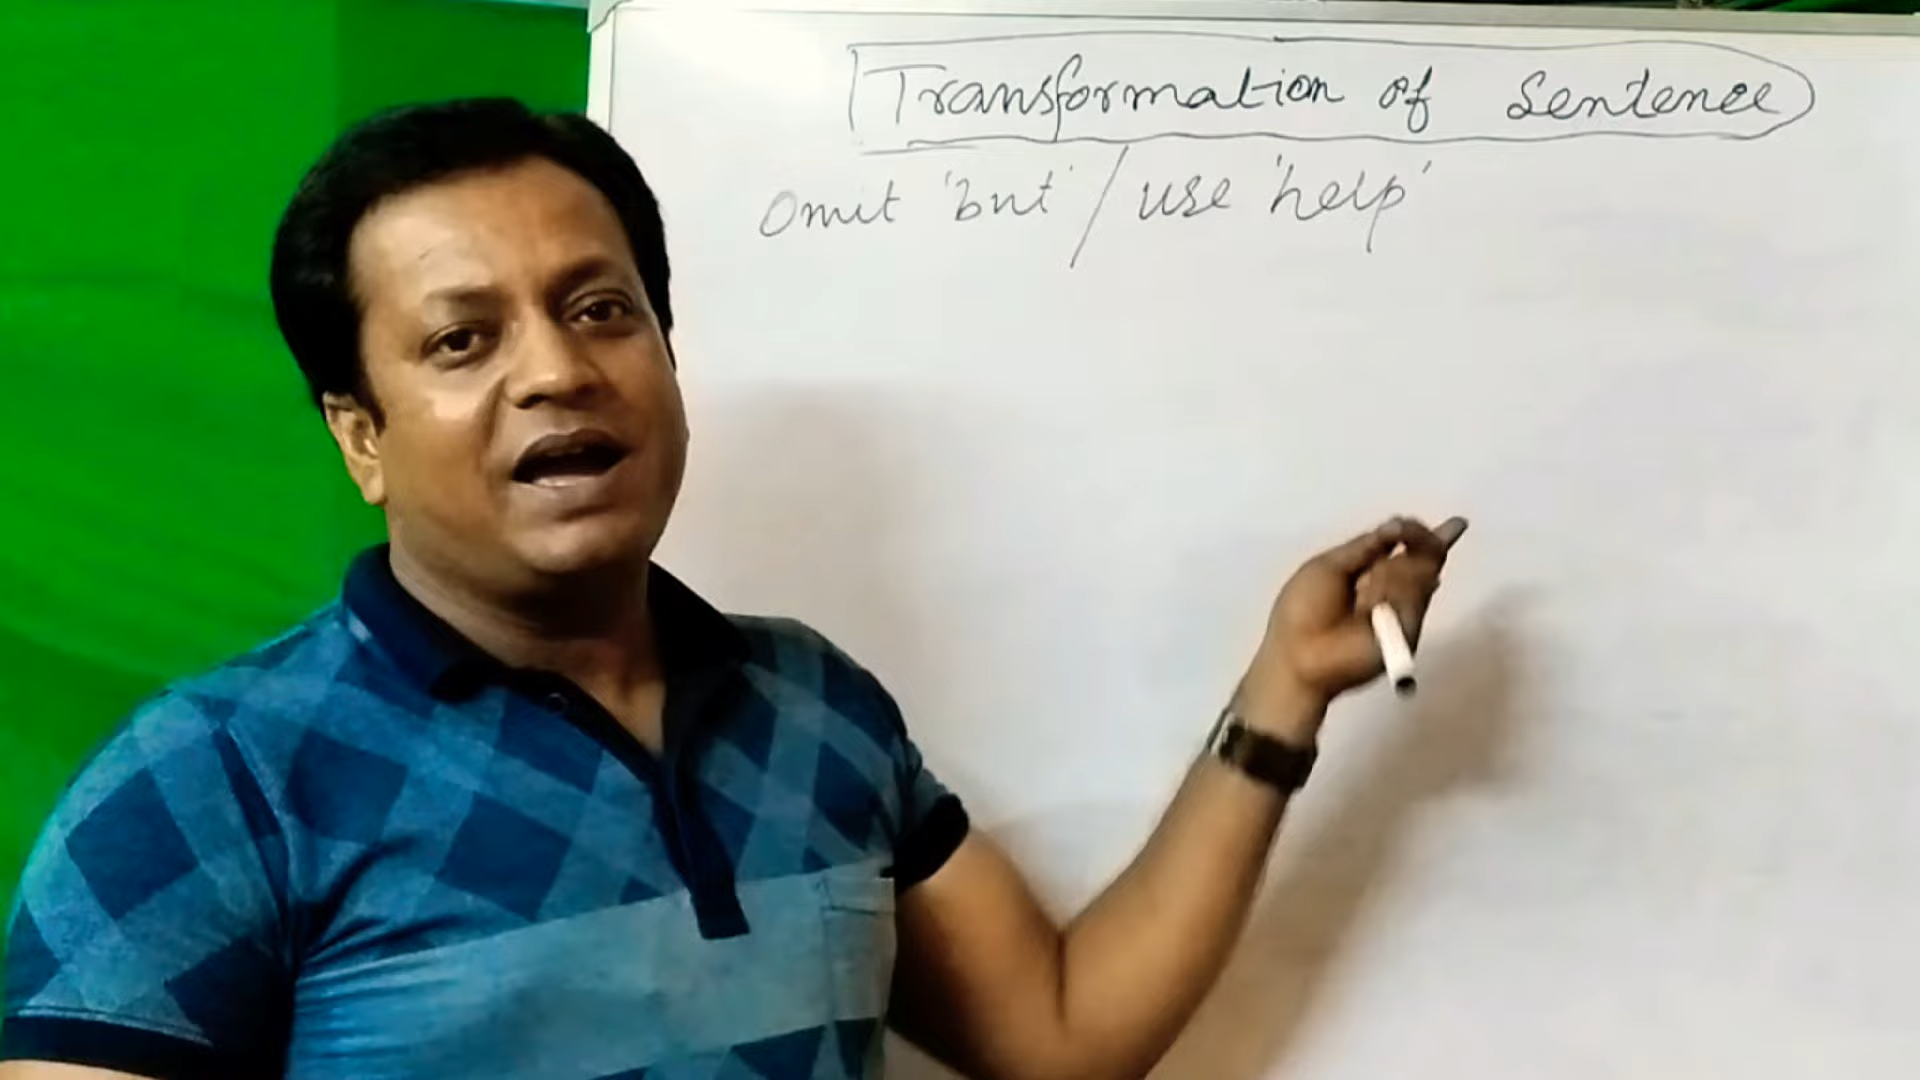 Transformation of Sentence
Omit 'but' / use 'help'